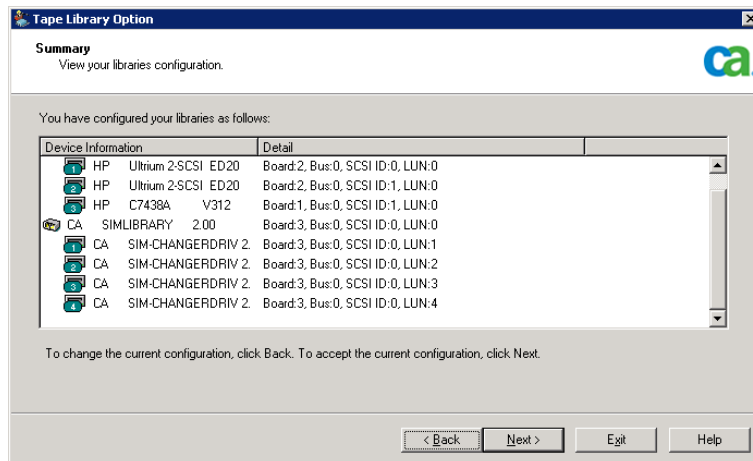 Tape Library Option
Summary
View your libraries configuration.
ca
You have configured your libraries as follows:
Device Information Detail
1 HP Ultrium 2-SCSI ED20 Board:2, Bus:0, SCSI ID:0, LUN:0
2 HP Ultrium 2-SCSI ED20 Board:2, Bus:0, SCSI ID:1, LUN:0
3 HP C7438A V312 Board:1, Bus:0, SCSI ID:1, LUN:0
CA SIMLIBRARY 2.00 Board:3, Bus:0, SCSI ID:0, LUN:0
1 CA SIM-CHANGERDRIV 2. Board:3, Bus:0, SCSI ID:0, LUN:1
2 CA SIM-CHANGERDRIV 2. Board:3, Bus:0, SCSI ID:0, LUN:2
3 CA SIM-CHANGERDRIV 2. Board:3, Bus:0, SCSI ID:0, LUN:3
4 CA SIM-CHANGERDRIV 2. Board:3, Bus:0, SCSI ID:0, LUN:4
To change the current configuration, click Back. To accept the current configuration, click Next.
< Back Next > Exit Help